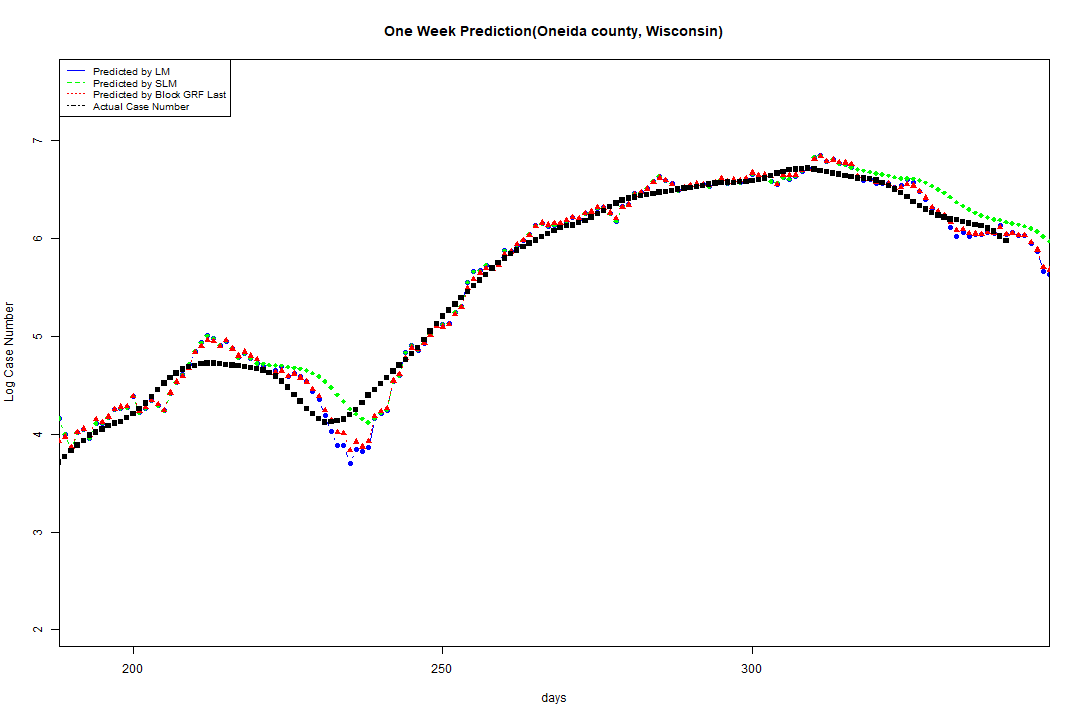 One Week Prediction(Oneida county, Wisconsin)
Predicted by LM
Predicted by SLM
Predicted by Block GRF Last
Actual Case Number
7
6
5
4
3
2
Log Case Number
200
250
300
days